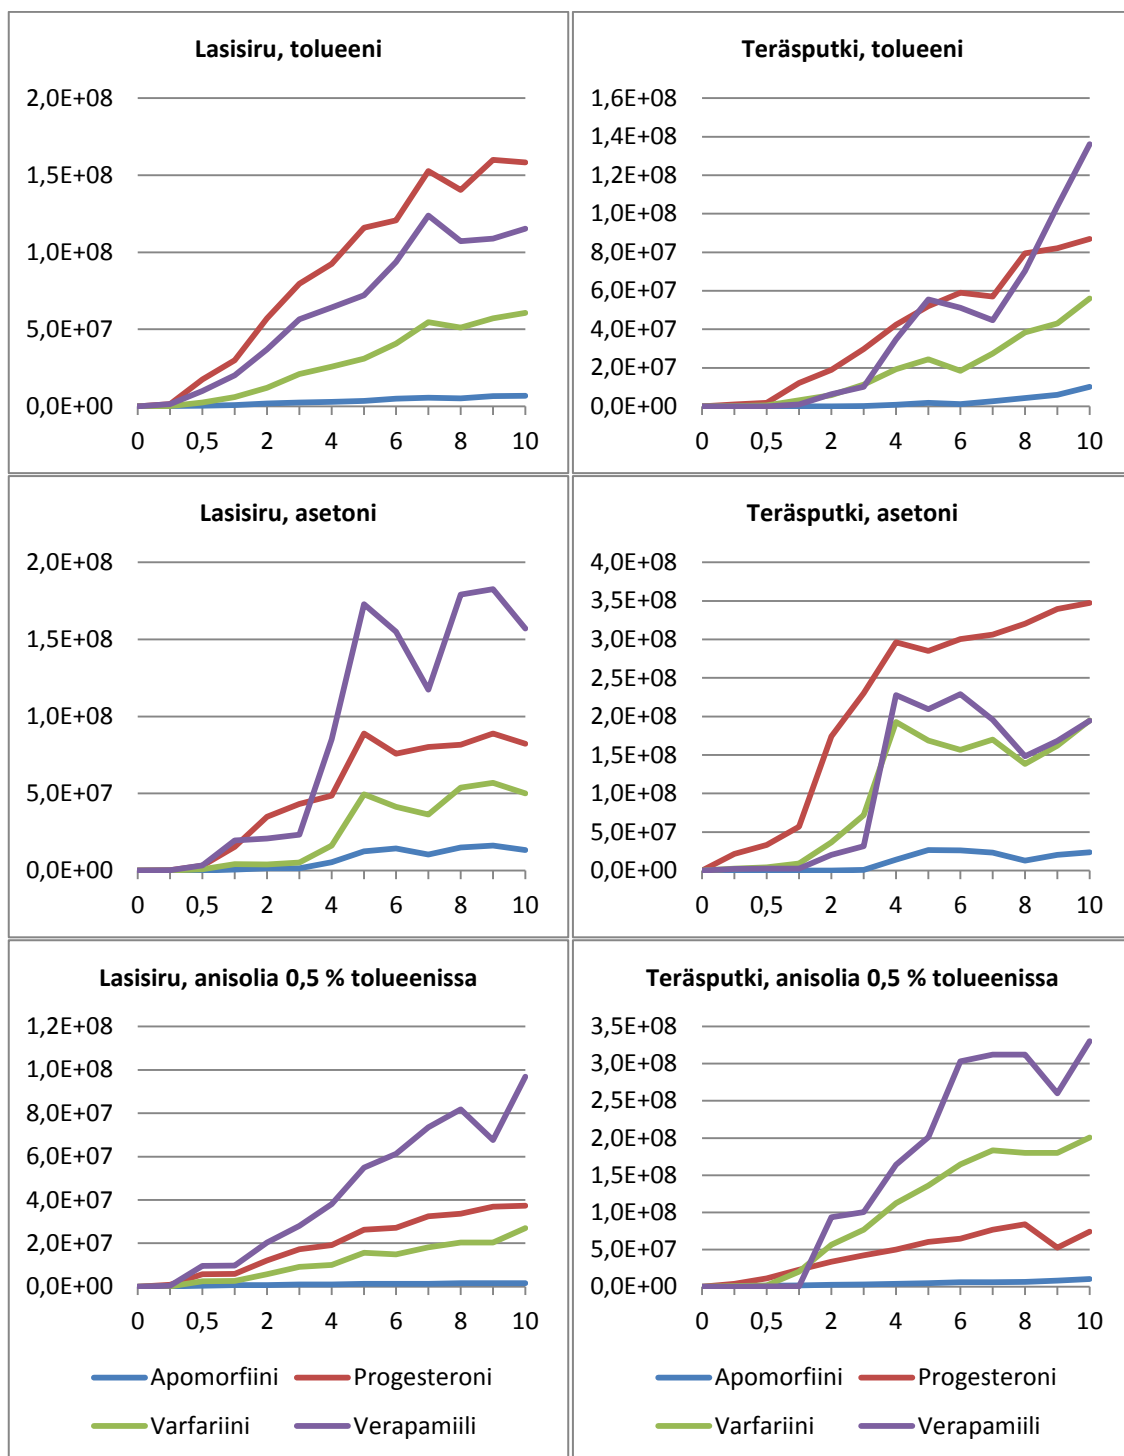 Lasisiru, tolueeni
2,0E+08
1,5E+08
1,0E+08
5,0E+07
0,0E+00
0 0,5 2 4 6 8 10
Teräsputki, tolueeni
1,6E+08
1,4E+08
1,2E+08
1,0E+08
8,0E+07
6,0E+07
4,0E+07
2,0E+07
0,0E+00
0 0,5 2 4 6 8 10
Lasisiru, asetoni
2,0E+08
1,5E+08
1,0E+08
5,0E+07
0,0E+00
0 0,5 2 4 6 8 10
Teräsputki, asetoni
4,0E+08
3,5E+08
3,0E+08
2,5E+08
2,0E+08
1,5E+08
1,0E+08
5,0E+07
0,0E+00
0 0,5 2 4 6 8 10
Lasisiru, anisolia 0,5 % tolueenissa
1,2E+08
1,0E+08
8,0E+07
6,0E+07
4,0E+07
2,0E+07
0,0E+00
0 0,5 2 4 6 8 10
Apomorfiini Progesteroni
Varfariini Verapamiili
Teräsputki, anisolia 0,5 % tolueenissa
3,5E+08
3,0E+08
2,5E+08
2,0E+08
1,5E+08
1,0E+08
5,0E+07
0,0E+00
0 0,5 2 4 6 8 10
Apomorfiini Progesteroni
Varfariini Verapamiili